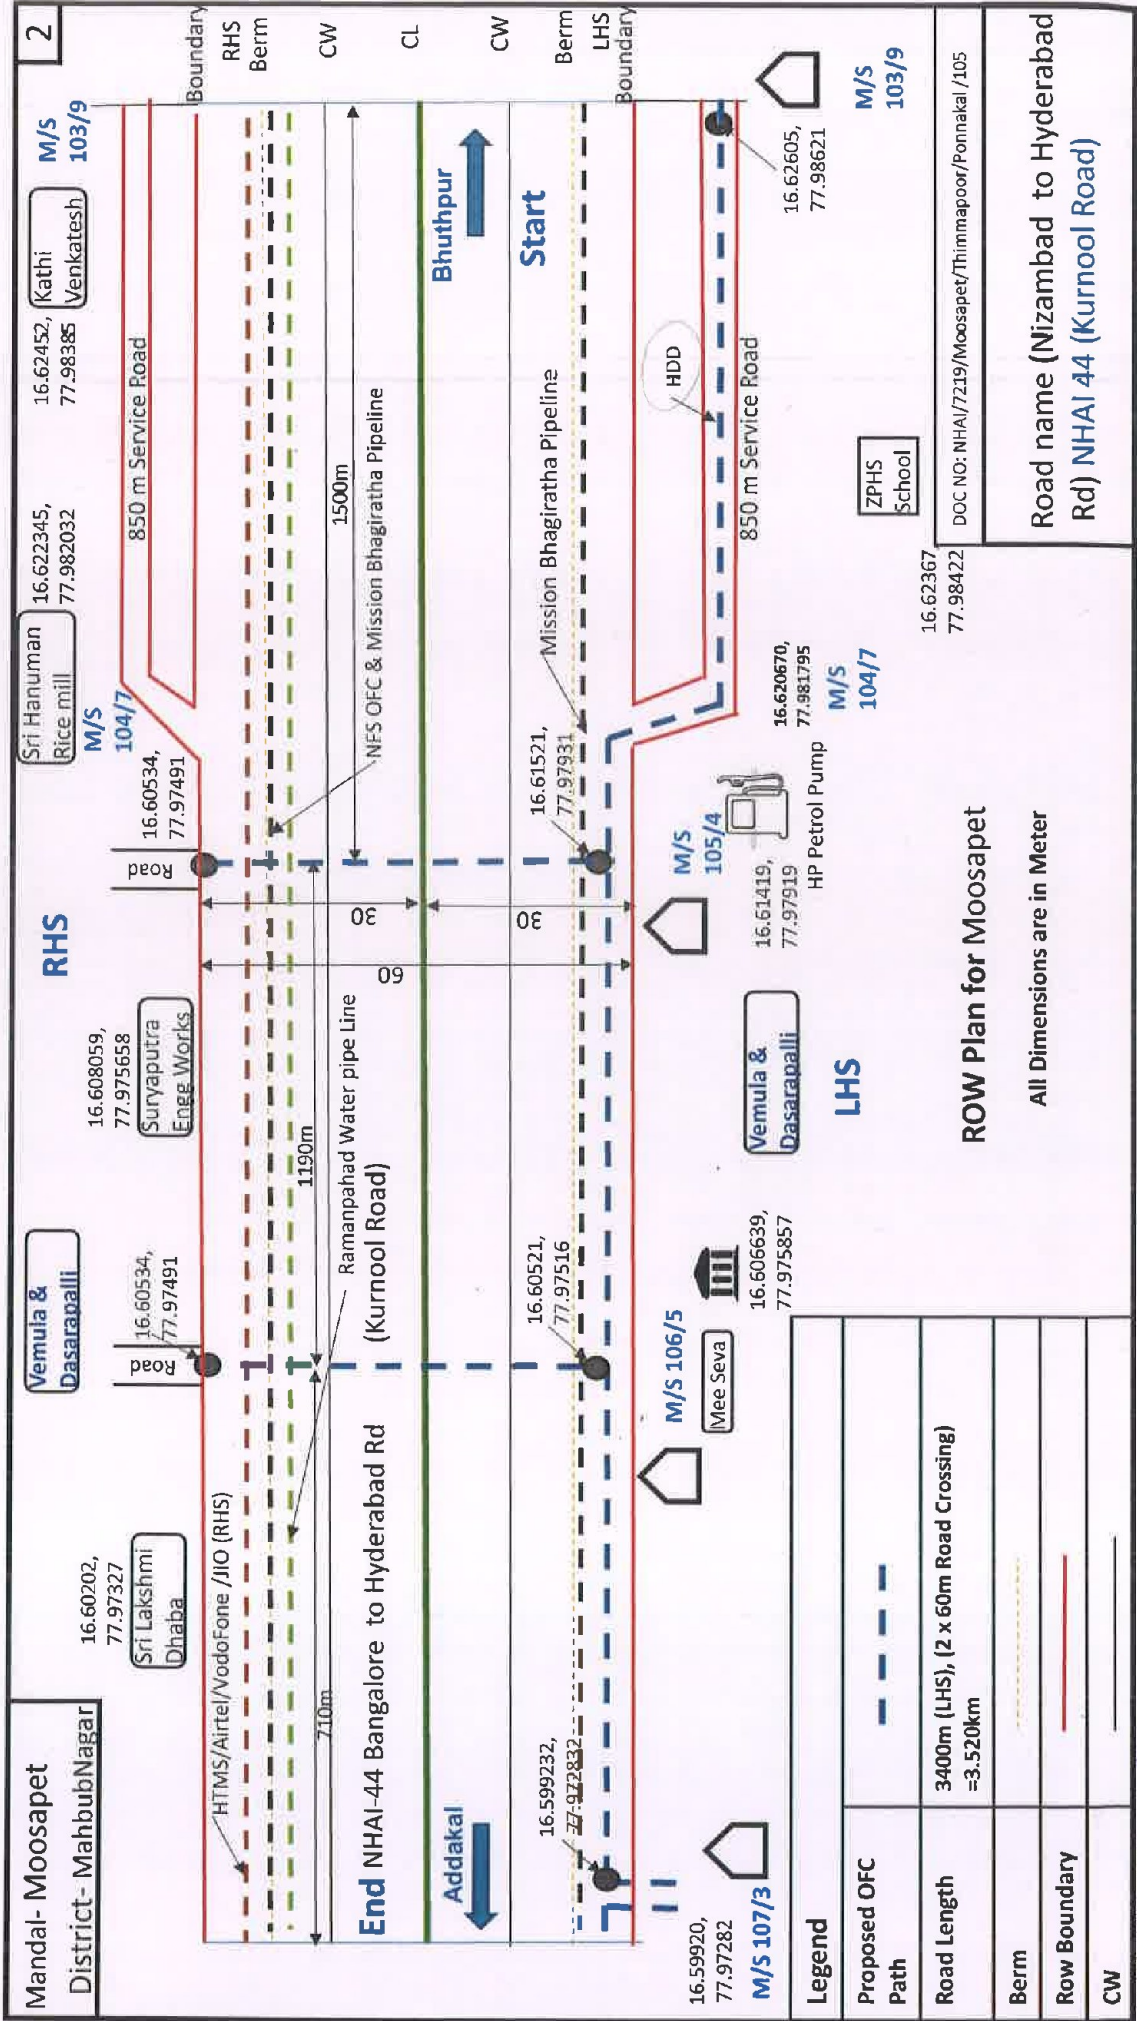 Mandal- Moosapet
District- MahbubNagar
2
16.60202,
77.97327
Sri Lakshmi
Dhaba
Vemula &
Dasarapalli
16.60534,
77.97491
Road
16.608059,
77.975658
Suryaputra
Engg Works
RHS
16.60534,
77.97491
Road
Sri Hanuman
Rice mill
M/S
104/7
16.622345,
77.982032
16.62452,
77.98385
Kathi
Venkatesh
M/S
103/9
850 m Service Road
Boundary
RHS
Berm
CW
CL
CW
Berm
LHS
Boundary
HTMS/Airtel/VodoFone /JIO (RHS)
710m
1190m
1500m
Ramanpahad Water pipe Line
(Kurnool Road)
NFS OFC & Mission Bhagiratha Pipeline
End NHAI-44 Bangalore to Hyderabad Rd
30
30
60
Addakal
Bhuthpur
Start
16.599232,
77.972832
16.60521,
77.97516
16.61521,
77.97931
Mission Bhagiratha Pipeline
HDD
850 m Service Road
16.62605,
77.98621
16.59920,
77.97282
M/S 107/3
M/S 106/5
Mee Seva
16.606639,
77.975857
Vemula &
Dasarapalli
M/S
105/4
16.61419,
77.97919
HP Petrol Pump
16.620670,
77.981795
M/S
104/7
ZPHS
School
16.62367
77.98422
M/S
103/9
LHS
Legend
Proposed OFC
Path
Road Length
3400m (LHS), (2 x 60m Road Crossing)
=3.520km
Berm
Row Boundary
CW
ROW Plan for Moosapet
All Dimensions are in Meter
DOC NO: NHAI/7219/Moosapet/Thimmapoor/Ponnakal /105
Road name (Nizambad to Hyderabad
Rd) NHAI 44 (Kurnool Road)